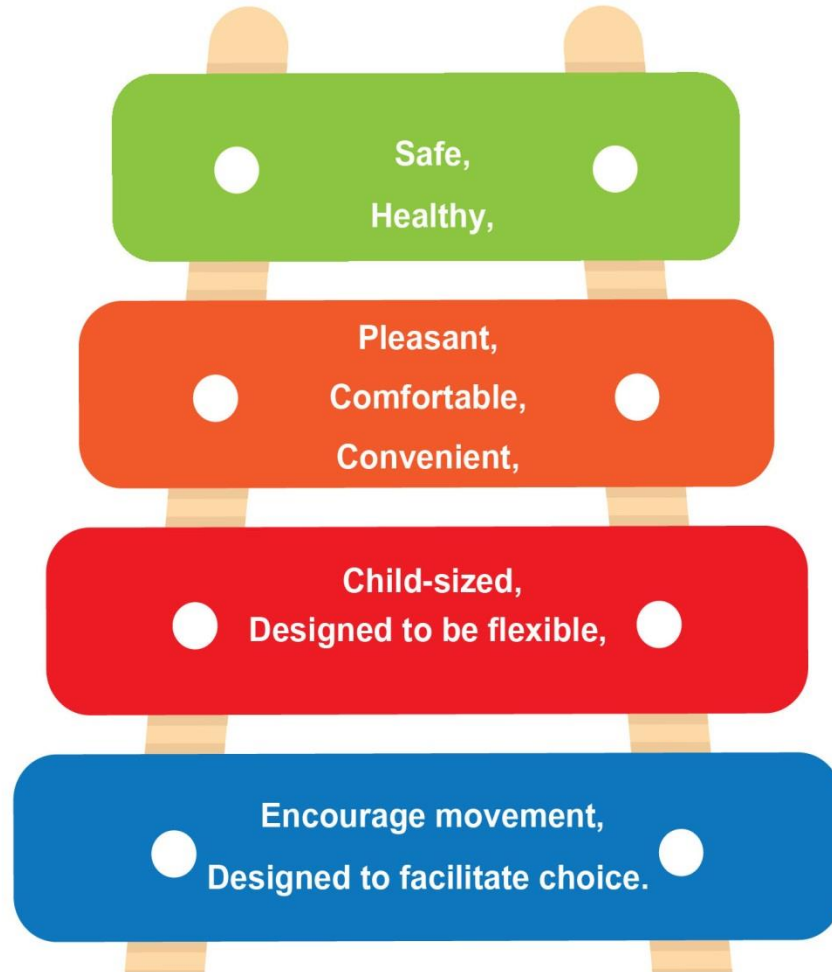 Safe,
Healthy,
Pleasant,
Comfortable,
Convenient,
Child-sized,
Designed to be flexible,
Encourage movement,
Designed to facilitate choice.